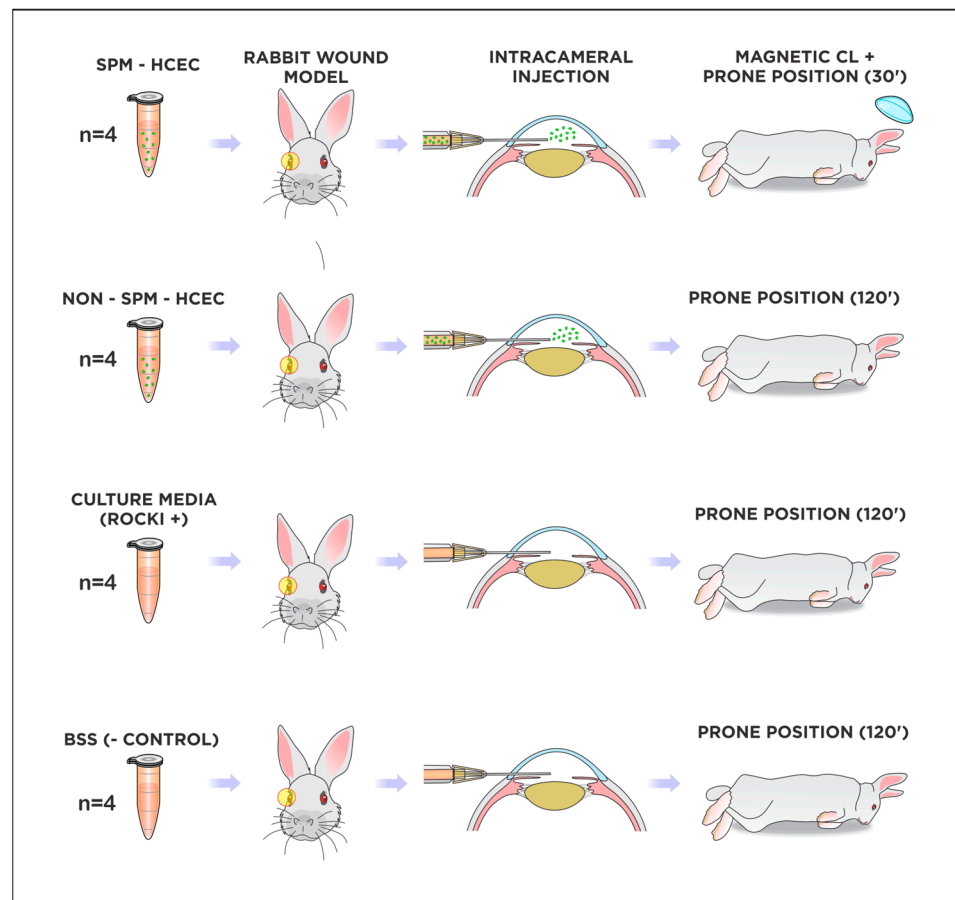 SPM - HCEC
RABBIT WOUND
MODEL
INTRACAMERAL
INJECTION
MAGNETIC CL +
PRONE POSITION (30')
n=4
NON - SPM - HCEC
PRONE POSITION (120')
n=4
CULTURE MEDIA
(ROCKI +)
PRONE POSITION (120')
n=4
BSS (- CONTROL)
PRONE POSITION (120')
n=4